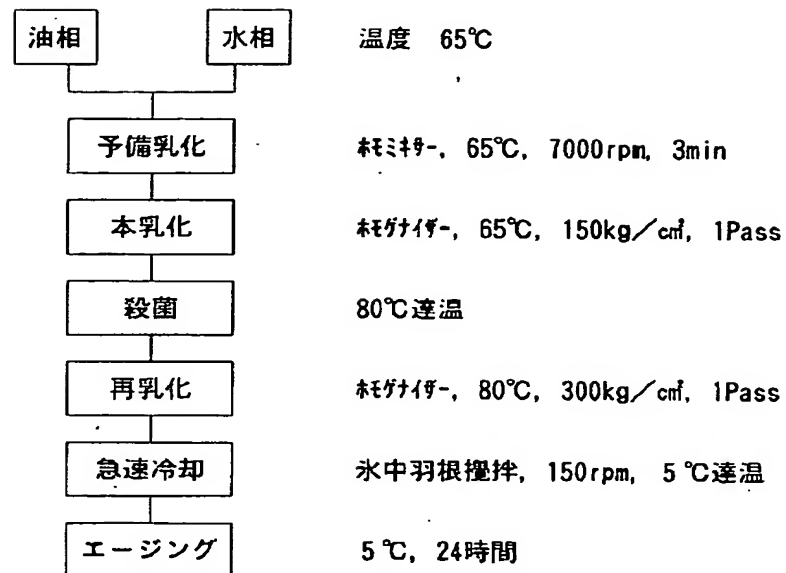 油相 水相 温度 65℃
予備乳化 ﾎﾓﾐｷｻｰ, 65℃, 7000rpm, 3min
本乳化 ﾎﾓｹﾞﾅｲｻﾞｰ, 65℃, 150kg／c㎡, 1Pass
殺菌 80℃達温
再乳化 ﾎﾓｹﾞﾅｲｻﾞｰ, 80℃, 300kg／c㎡, 1Pass
急速冷却 氷中羽根攪拌, 150rpm, 5℃達温
エージング 5℃, 24時間